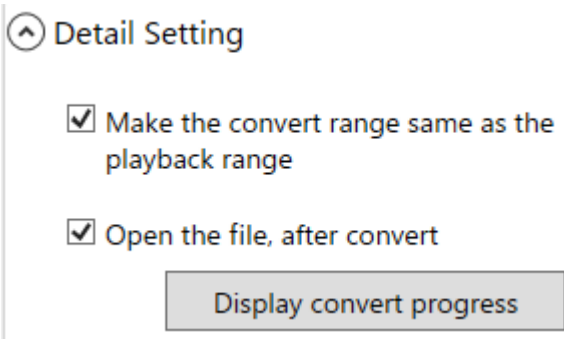 Detail Setting
Make the convert range same as the
playback range
Open the file, after convert
Display convert progress